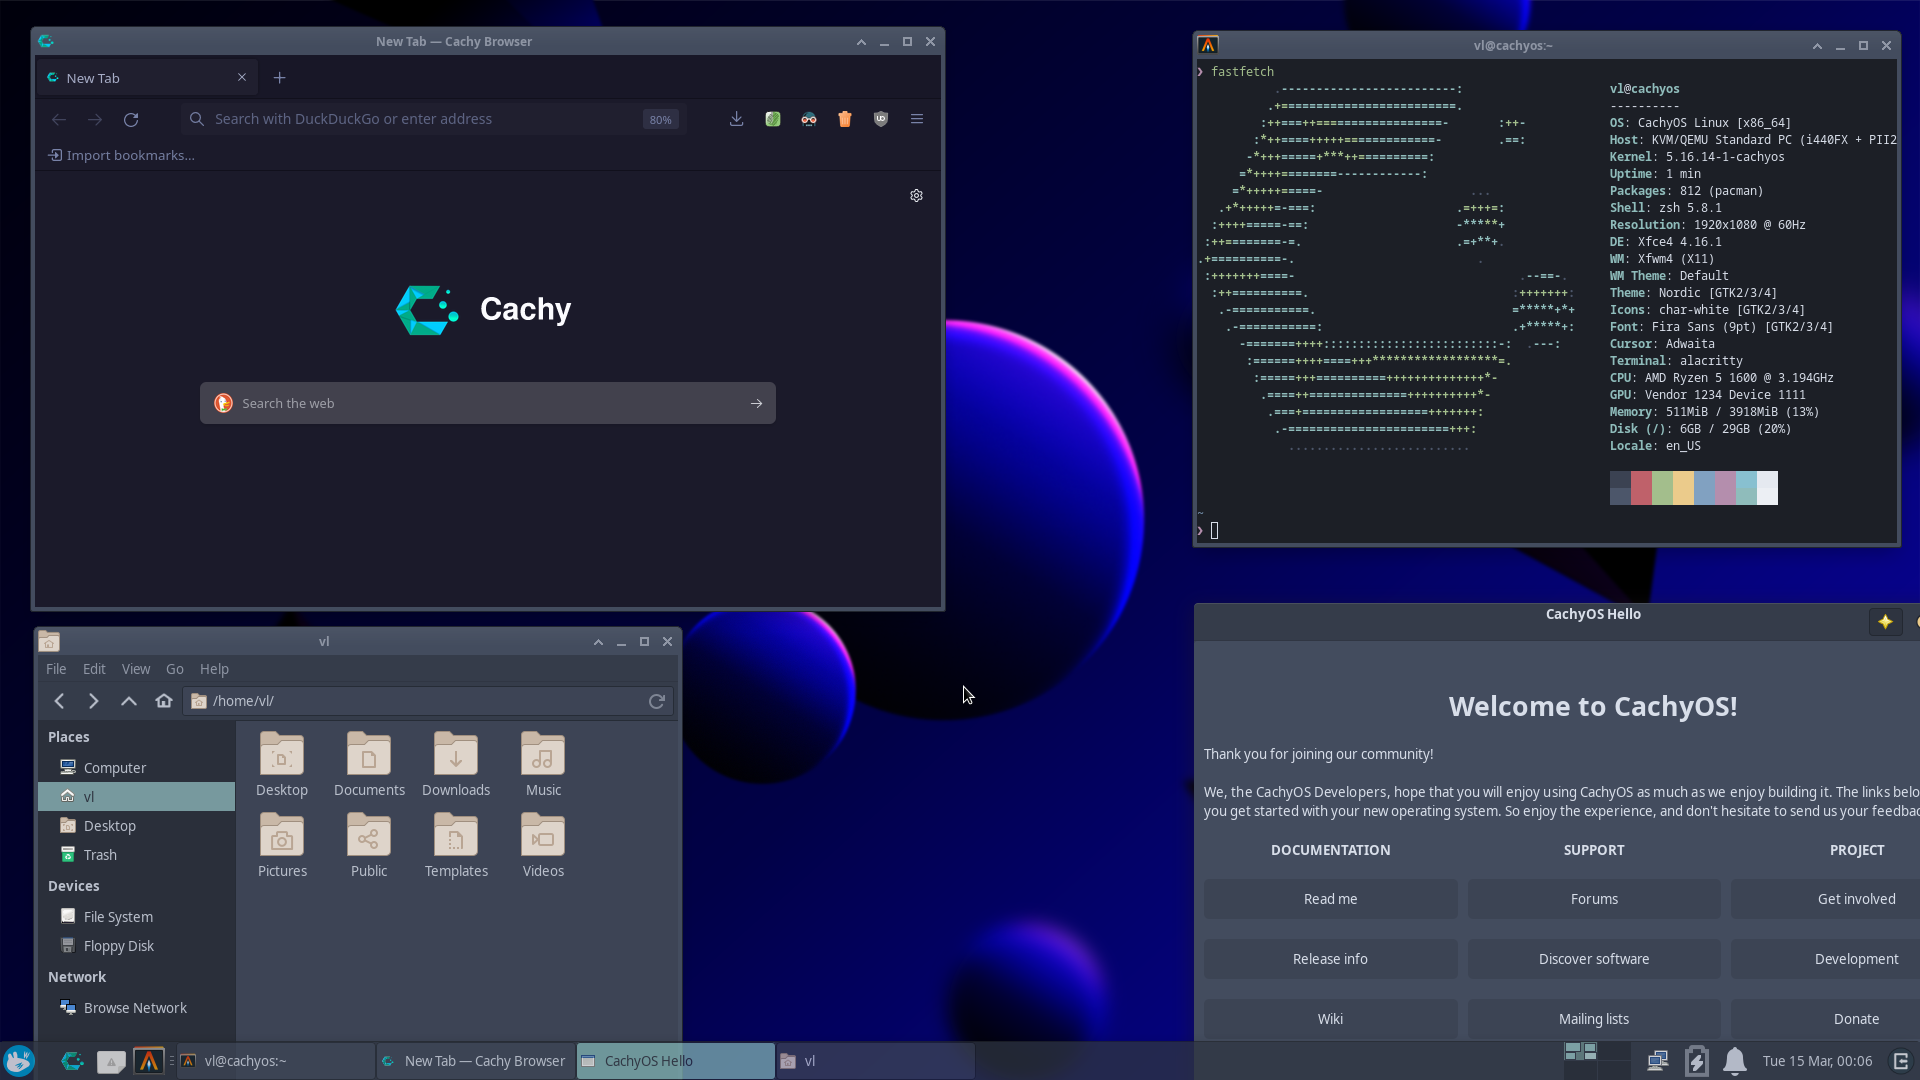 New Tab — Cachy Browser
New Tab
Search with DuckDuckGo or enter address
80%
Import bookmarks...
Cachy
Search the web
vl@cachyos:~
❯ fastfetch
vl@cachyos
----------
OS: CachyOS Linux [x86_64]
Host: KVM/QEMU Standard PC (i440FX + PII2
Kernel: 5.16.14-1-cachyos
Uptime: 1 min
Packages: 812 (pacman)
Shell: zsh 5.8.1
Resolution: 1920x1080 @ 60Hz
DE: Xfce4 4.16.1
WM: Xfwm4 (X11)
WM Theme: Default
Theme: Nordic [GTK2/3/4]
Icons: char-white [GTK2/3/4]
Font: Fira Sans (9pt) [GTK2/3/4]
Cursor: Adwaita
Terminal: alacritty
CPU: AMD Ryzen 5 1600 @ 3.194GHz
GPU: Vendor 1234 Device 1111
Memory: 511MiB / 3918MiB (13%)
Disk (/): 6GB / 29GB (20%)
Locale: en_US
~
❯
vl
File Edit View Go Help
/home/vl/
Places
Computer
vl
Desktop
Trash
Devices
File System
Floppy Disk
Network
Browse Network
Desktop Documents Downloads Music
Pictures Public Templates Videos
CachyOS Hello
Welcome to CachyOS!
Thank you for joining our community!
We, the CachyOS Developers, hope that you will enjoy using CachyOS as much as we enjoy building it. The links belo
you get started with your new operating system. So enjoy the experience, and don't hesitate to send us your feedbac
DOCUMENTATION SUPPORT PROJECT
Read me Forums Get involved
Release info Discover software Development
Wiki Mailing lists Donate
vl@cachyos:~ New Tab — Cachy Browser CachyOS Hello vl Tue 15 Mar, 00:06